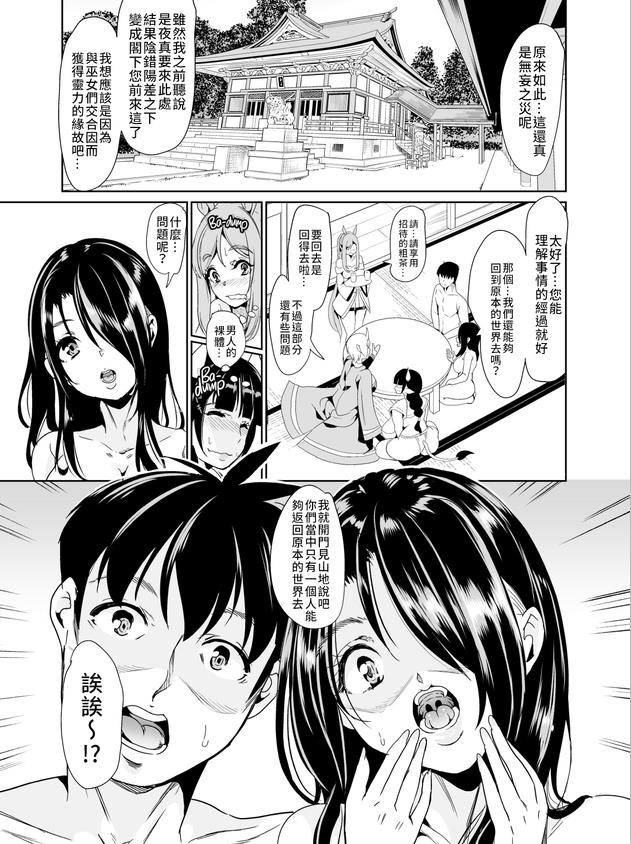 原來如此…這還真
是無妄之災呢
雖然我之前聽說
是夜真要來此處
結果陰錯陽差之下
變成閣下您前來這了
我想應該是因為
與巫女們交合因而
獲得靈力的緣故吧…
太好了…您能
理解事情的經過就好
那個…我們還能夠
回到原本的世界去嗎？
請…請享用
招待的粗茶…
要回去是
回得去啦…
不過這部分
還有些問題
Ba-dump
男人的
裸體…
Ba-dump
什麼…
問題呢？
我就開門見山地說吧
你們當中只有一個人能
夠返回原本的世界去
誒誒～!?